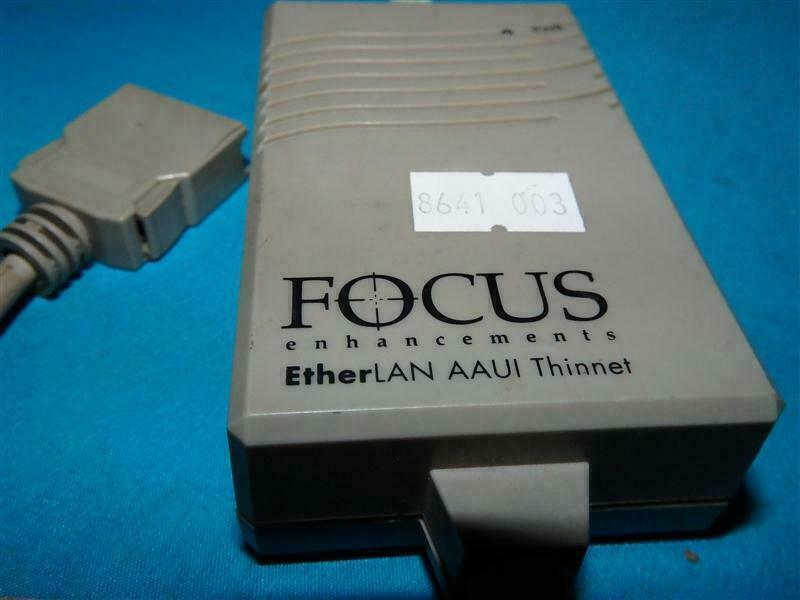 8641 003
FOCUS
enhancements
EtherLAN AAUI Thinnet